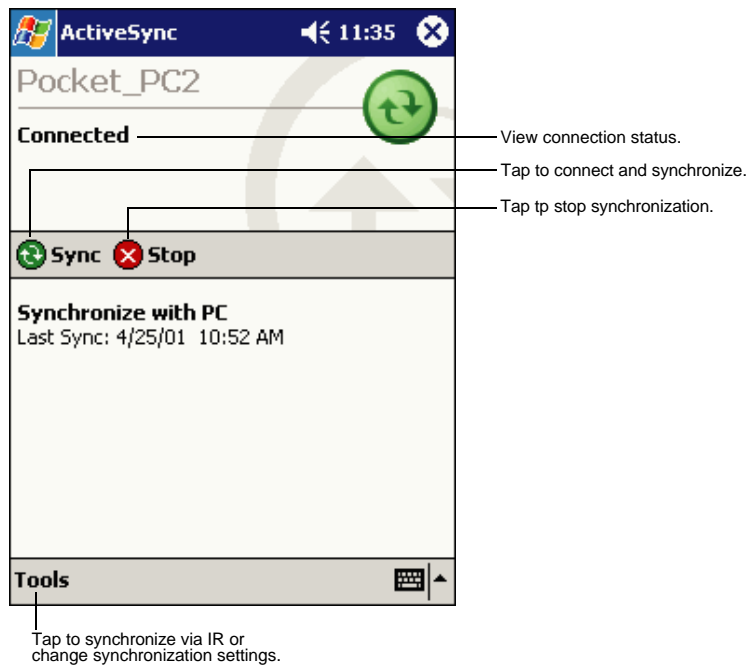 ActiveSync 11:35
Pocket_PC2
Connected
View connection status.
Tap to connect and synchronize.
Tap tp stop synchronization.
Sync Stop
Synchronize with PC
Last Sync: 4/25/01 10:52 AM
Tools
Tap to synchronize via IR or
change synchronization settings.